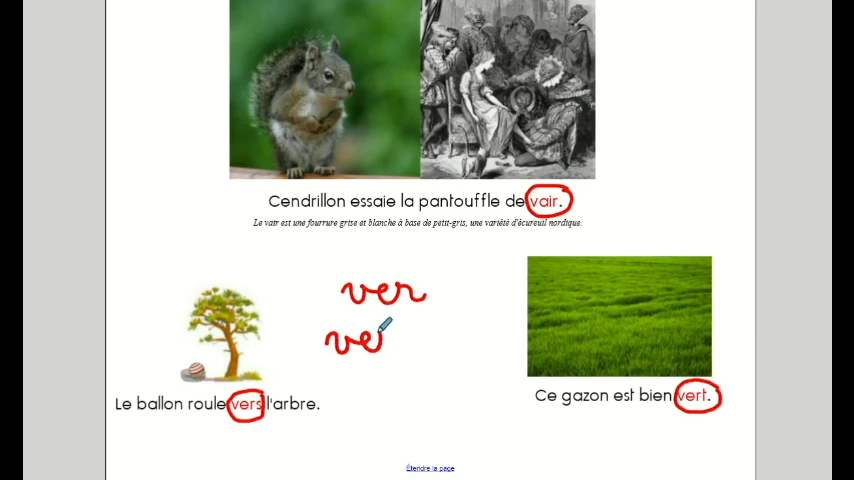 Cendrillon essaie la pantouffle de vair.
Le vair est une fourrure grise et blanche à base de petit-gris, une variété d'écureuil nordique.
ver
ve
Ce gazon est bien vert.
Le ballon roule vers l'arbre.
Étendre la page